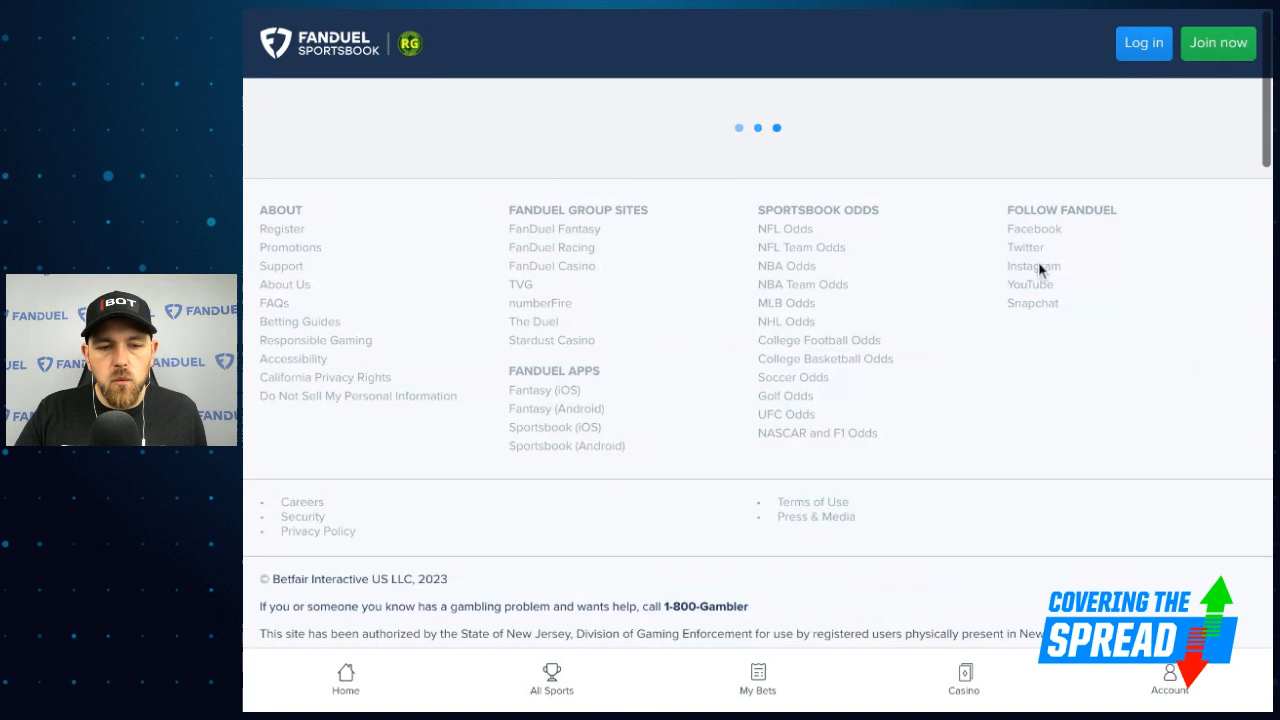 FANDUEL
SPORTSBOOK
RG
Log in
Join now
ABOUT
Register
Promotions
Support
About Us
FAQs
Betting Guides
Responsible Gaming
Accessibility
California Privacy Rights
Do Not Sell My Personal Information
FANDUEL GROUP SITES
FanDuel Fantasy
FanDuel Racing
FanDuel Casino
TVG
numberFire
The Duel
Stardust Casino
FANDUEL APPS
Fantasy (iOS)
Fantasy (Android)
Sportsbook (iOS)
Sportsbook (Android)
SPORTSBOOK ODDS
NFL Odds
NFL Team Odds
NBA Odds
NBA Team Odds
MLB Odds
NHL Odds
College Football Odds
College Basketball Odds
Soccer Odds
Golf Odds
UFC Odds
NASCAR and F1 Odds
FOLLOW FANDUEL
Facebook
Twitter
Instagram
YouTube
Snapchat
Careers
Security
Privacy Policy
Terms of Use
Press & Media
© Betfair Interactive US LLC, 2023
If you or someone you know has a gambling problem and wants help, call 1-800-Gambler
This site has been authorized by the State of New Jersey, Division of Gaming Enforcement for use by registered users physically present in New
Home
All Sports
My Bets
Casino
Account
COVERING THE
SPREAD
BOT
FANDUEL
FANDUEL
FANDUEL